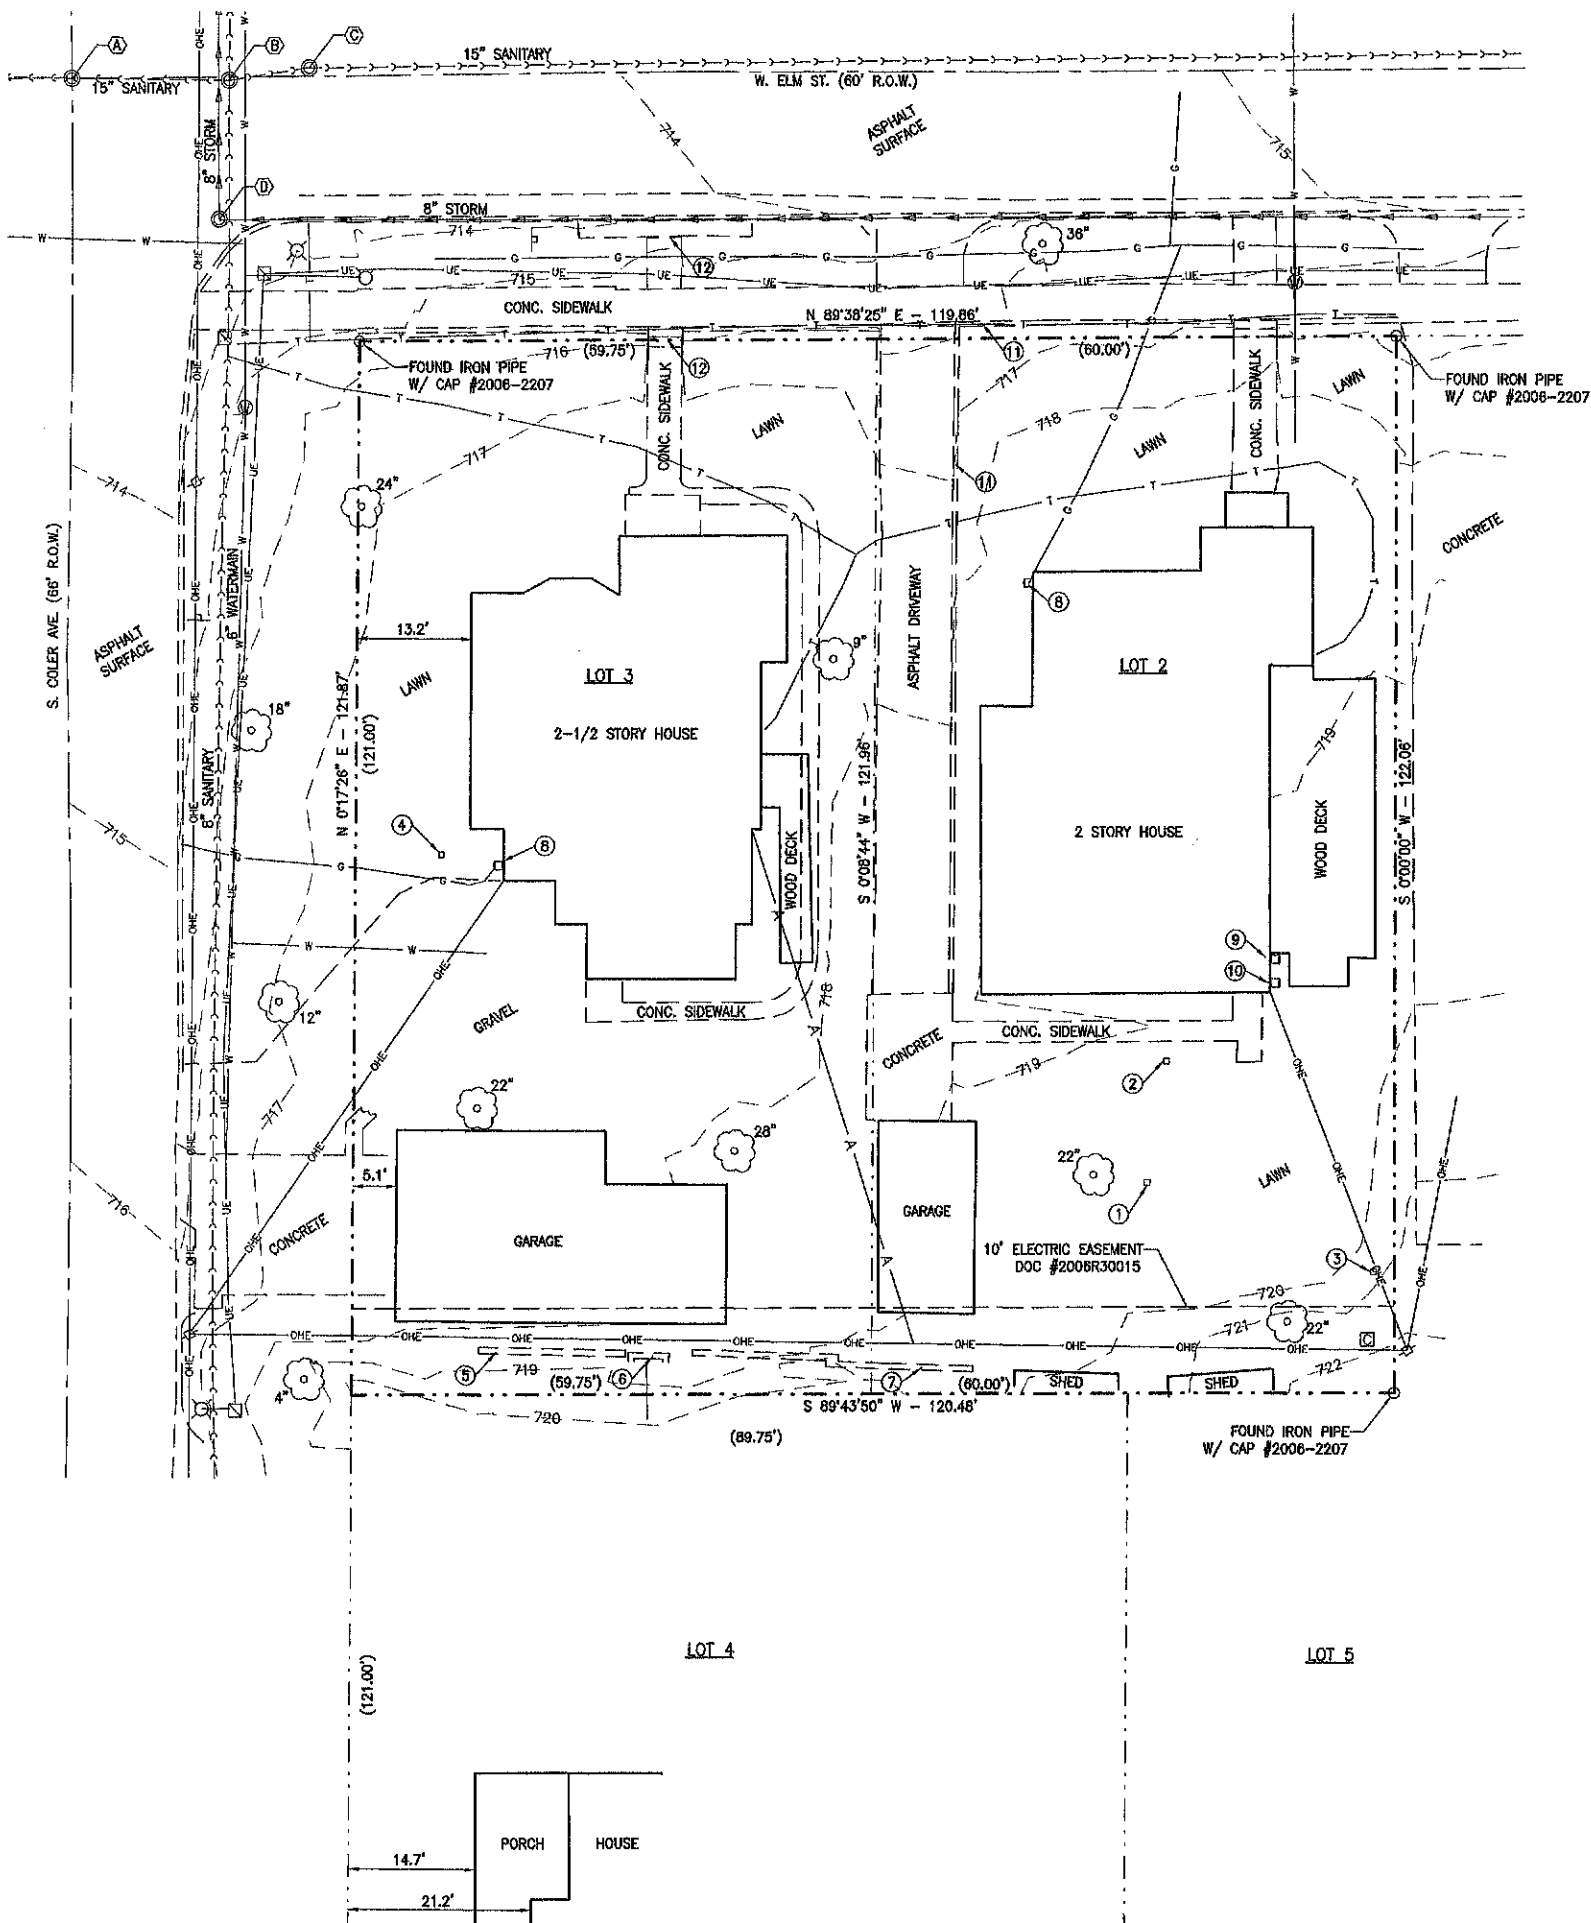 A
B
C
15" SANITARY
15" SANITARY
W. ELM ST. (60' R.O.W.)
ASPHALT
SURFACE
714
715
8" STORM
D
8" STORM
714
36"
12
715
CONC. SIDEWALK
N 89°38'25" E - 119.86'
(59.75')
716
12
11
(60.00')
FOUND IRON PIPE
W/ CAP #2006-2207
FOUND IRON PIPE
W/ CAP #2006-2207
717
718
LAWN
LAWN
LAWN
CONC. SIDEWALK
CONC. SIDEWALK
717
714
24"
11
CONCRETE
S. COLER AVE. (66' R.O.W.)
6" WATERMAIN
ASPHALT
SURFACE
13.2'
LAWN
LOT 3
2-1/2 STORY HOUSE
9"
ASPHALT DRIVEWAY
8
LOT 2
2 STORY HOUSE
719
WOOD DECK
18"
N 0°17'26" E - 121.87'
(121.00')
8" SANITARY
715
4
8
WOOD DECK
S 0°08'44" W - 121.96'
S 0°00'00" W - 122.06'
9
10
718
12"
GRAVEL
CONC. SIDEWALK
CONCRETE
CONC. SIDEWALK
719
2
717
22"
28"
22"
5.1'
1
LAWN
716
CONCRETE
GARAGE
GARAGE
10' ELECTRIC EASEMENT
DOC #2006R30015
3
720
721
22"
722
C
OHE
5
719
(59.75')
6
7
(60.00')
SHED
SHED
4"
720
S 89°43'50" W - 120.48'
(89.75')
FOUND IRON PIPE
W/ CAP #2006-2207
LOT 4
LOT 5
(121.00')
PORCH
HOUSE
14.7'
21.2'